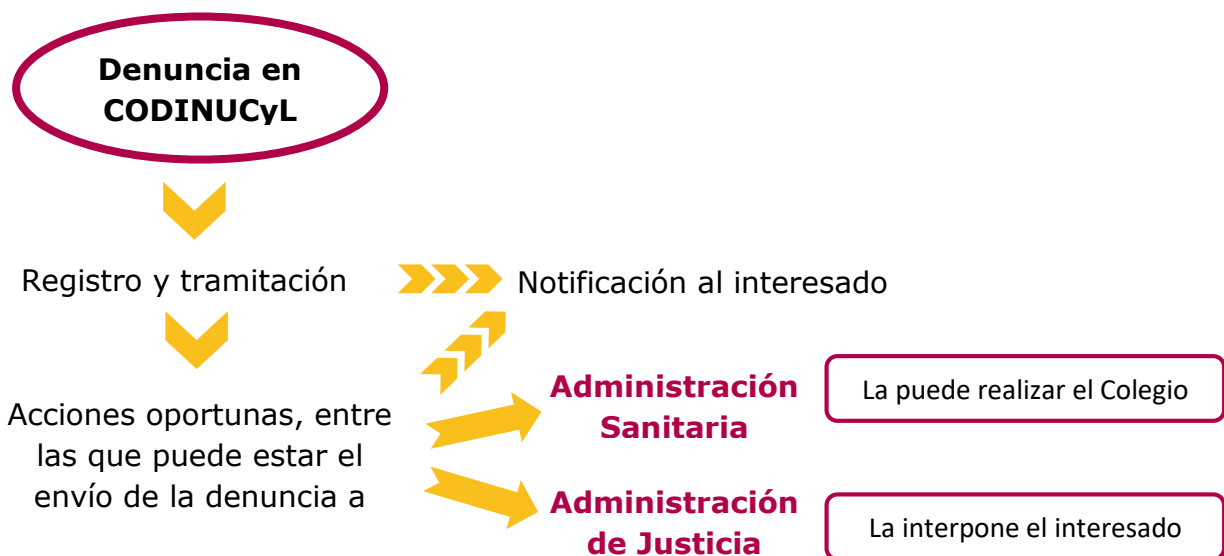 Denuncia en
CODINUCyL
Registro y tramitación
Notificación al interesado
Acciones oportunas, entre
las que puede estar el
envío de la denuncia a
Administración
Sanitaria
La puede realizar el Colegio
Administración
de Justicia
La interpone el interesado